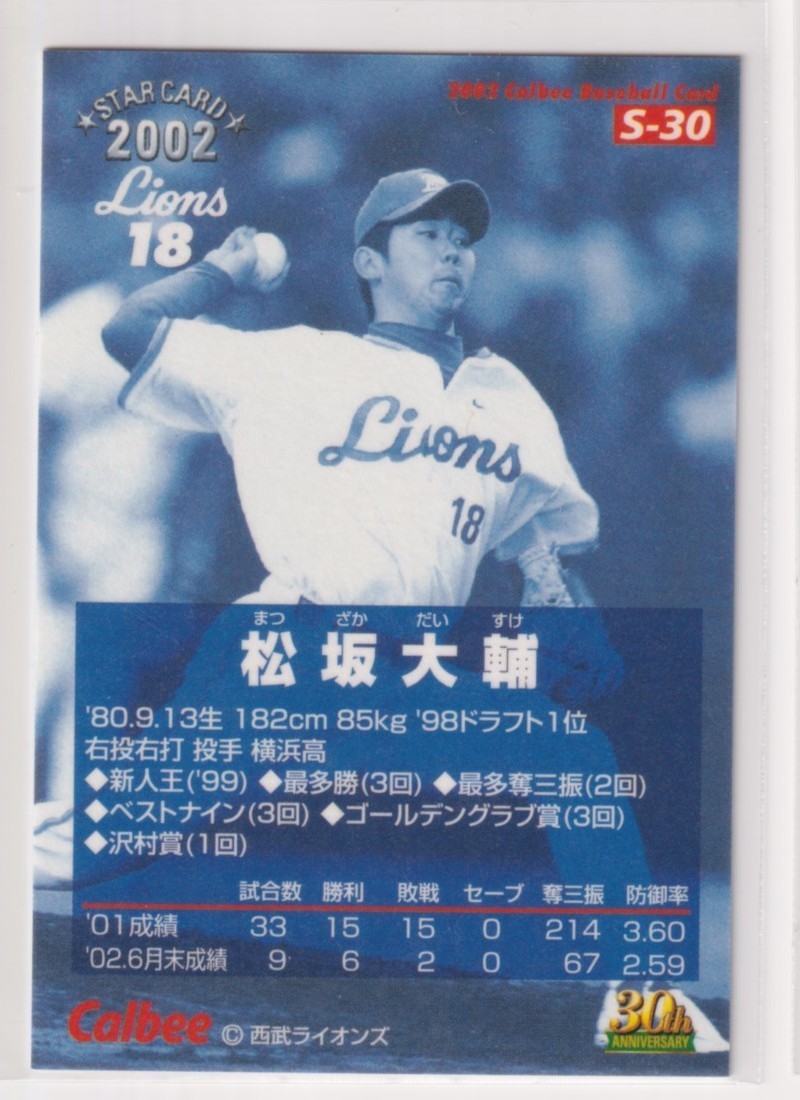 2002 Calbee Baseball Card
S-30
STAR CARD
2002
Lions
18
Lions
18
まつ ざか だい すけ
松坂大輔
'80.9.13生 182cm 85kg '98ドラフト1位
右投右打 投手 横浜高
◆新人王('99) ◆最多勝(3回) ◆最多奪三振(2回)
◆ベストナイン(3回) ◆ゴールデングラブ賞(3回)
◆沢村賞(1回)
試合数 勝利 敗戦 セーブ 奪三振 防御率
'01成績 33 15 15 0 214 3.60
'02.6月末成績 9 6 2 0 67 2.59
Calbee © 西武ライオンズ
30th
ANNIVERSARY